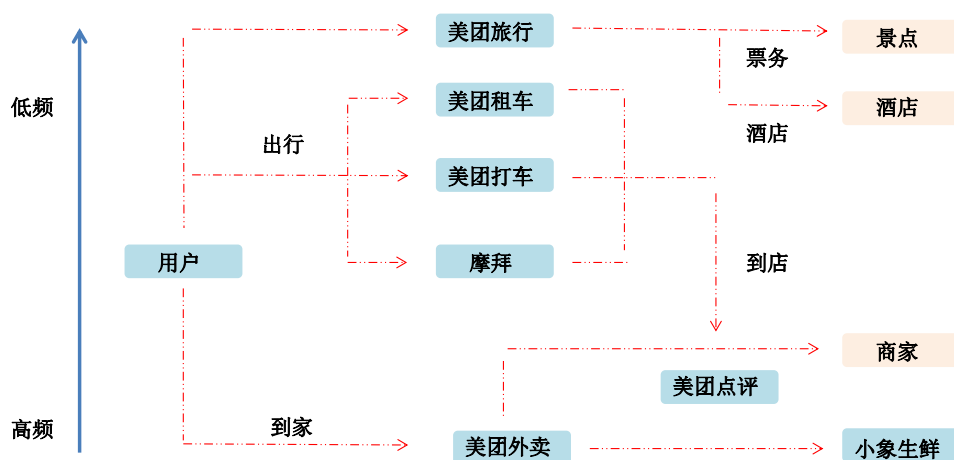 美团旅行
景点
票务
低频
美团租车
酒店
酒店
出行
美团打车
用户
摩拜
到店
商家
美团点评
高频
到家
美团外卖
小象生鲜